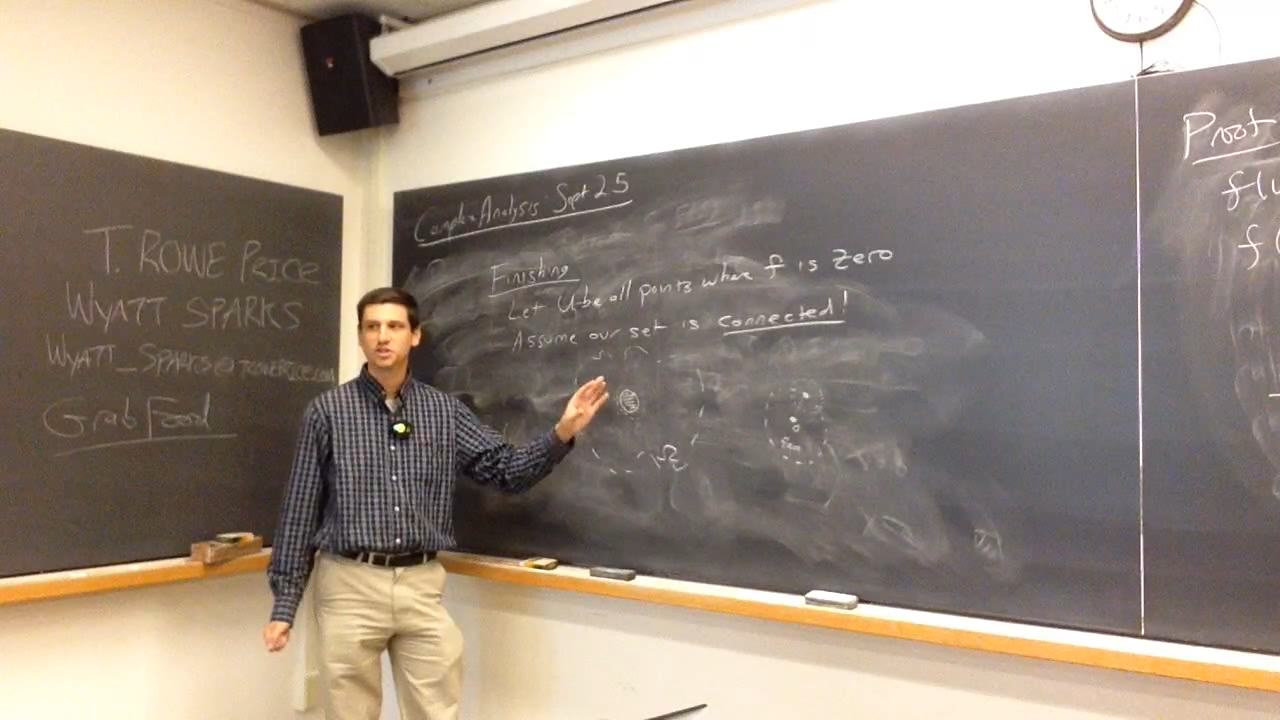 T. ROWE PRICE
WYATT SPARKS
WYATT_SPARKS@TROWEPRICE.com
Grab Food
Complex Analysis: Sept 25
Finishing
Let U be all points where f is zero
Assume our set is connected!
Ω
Proof
f(u
f(